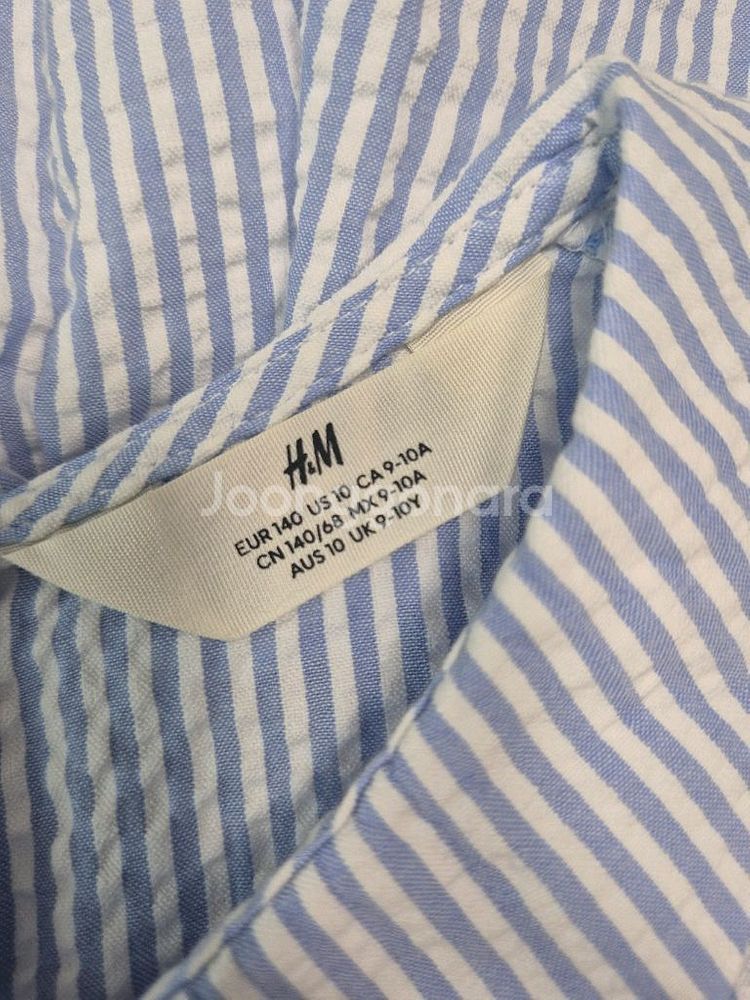 H&M
EUR 140 US 10 CA 9-10A
CN 140/68 MX 9-10A
AUS 10 UK 9-10Y